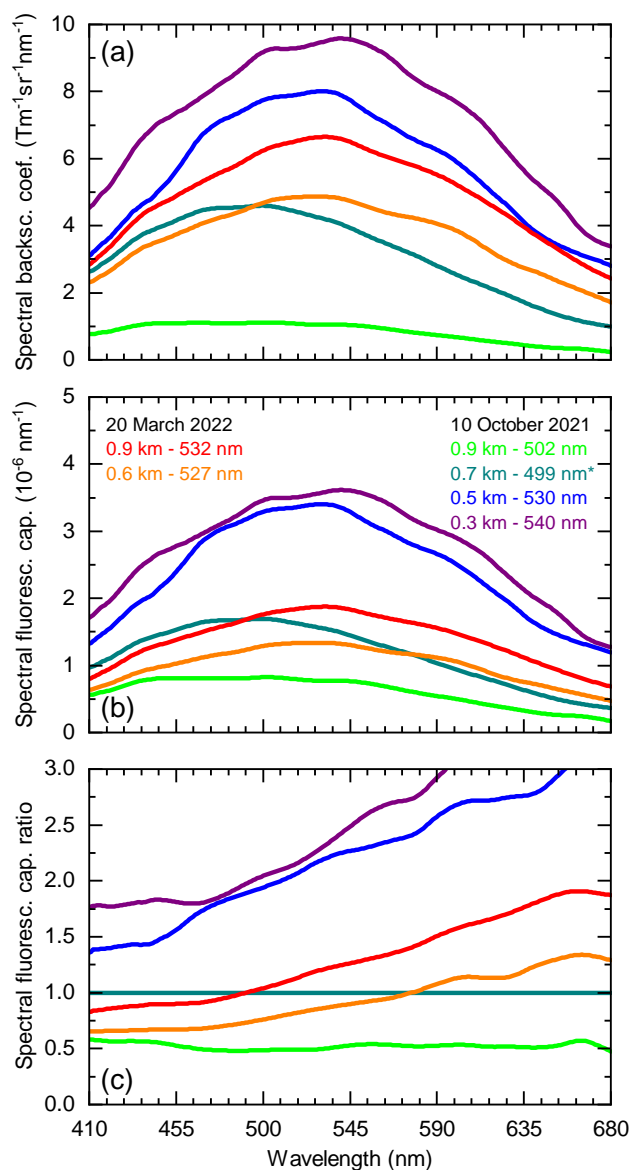 (a)
10
8
6
4
2
0
Spectral backsc. coef. (Tm⁻¹sr⁻¹nm⁻¹)
5
4
3
2
1
0
Spectral fluoresc. cap. (10⁻⁶ nm⁻¹)
20 March 2022
0.9 km - 532 nm
0.6 km - 527 nm
10 October 2021
0.9 km - 502 nm
0.7 km - 499 nm*
0.5 km - 530 nm
0.3 km - 540 nm
(b)
3.0
2.5
2.0
1.5
1.0
0.5
0.0
Spectral fluoresc. cap. ratio
(c)
410 455 500 545 590 635 680
Wavelength (nm)